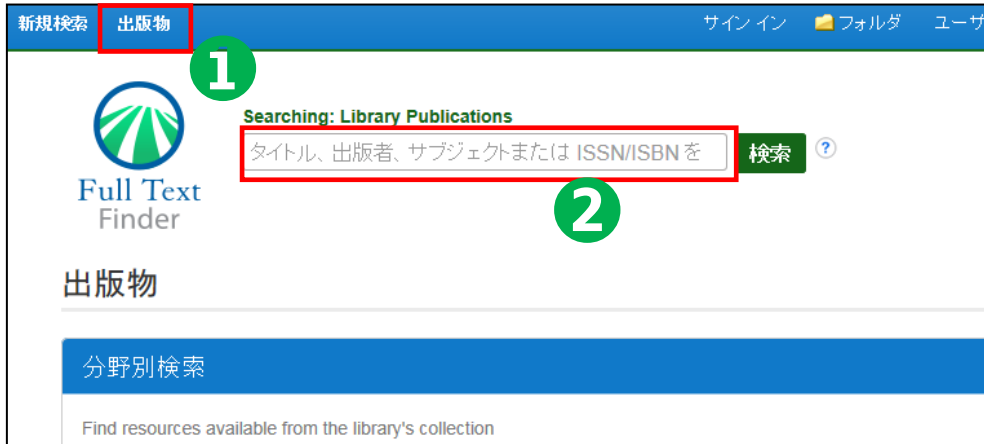 新規検索 出版物 サインイン フォルダ ユーザ
1
Searching: Library Publications
タイトル、出版者、サブジェクトまたは ISSN/ISBN を 検索 ?
2
Full Text
Finder
出版物
分野別検索
Find resources available from the library's collection